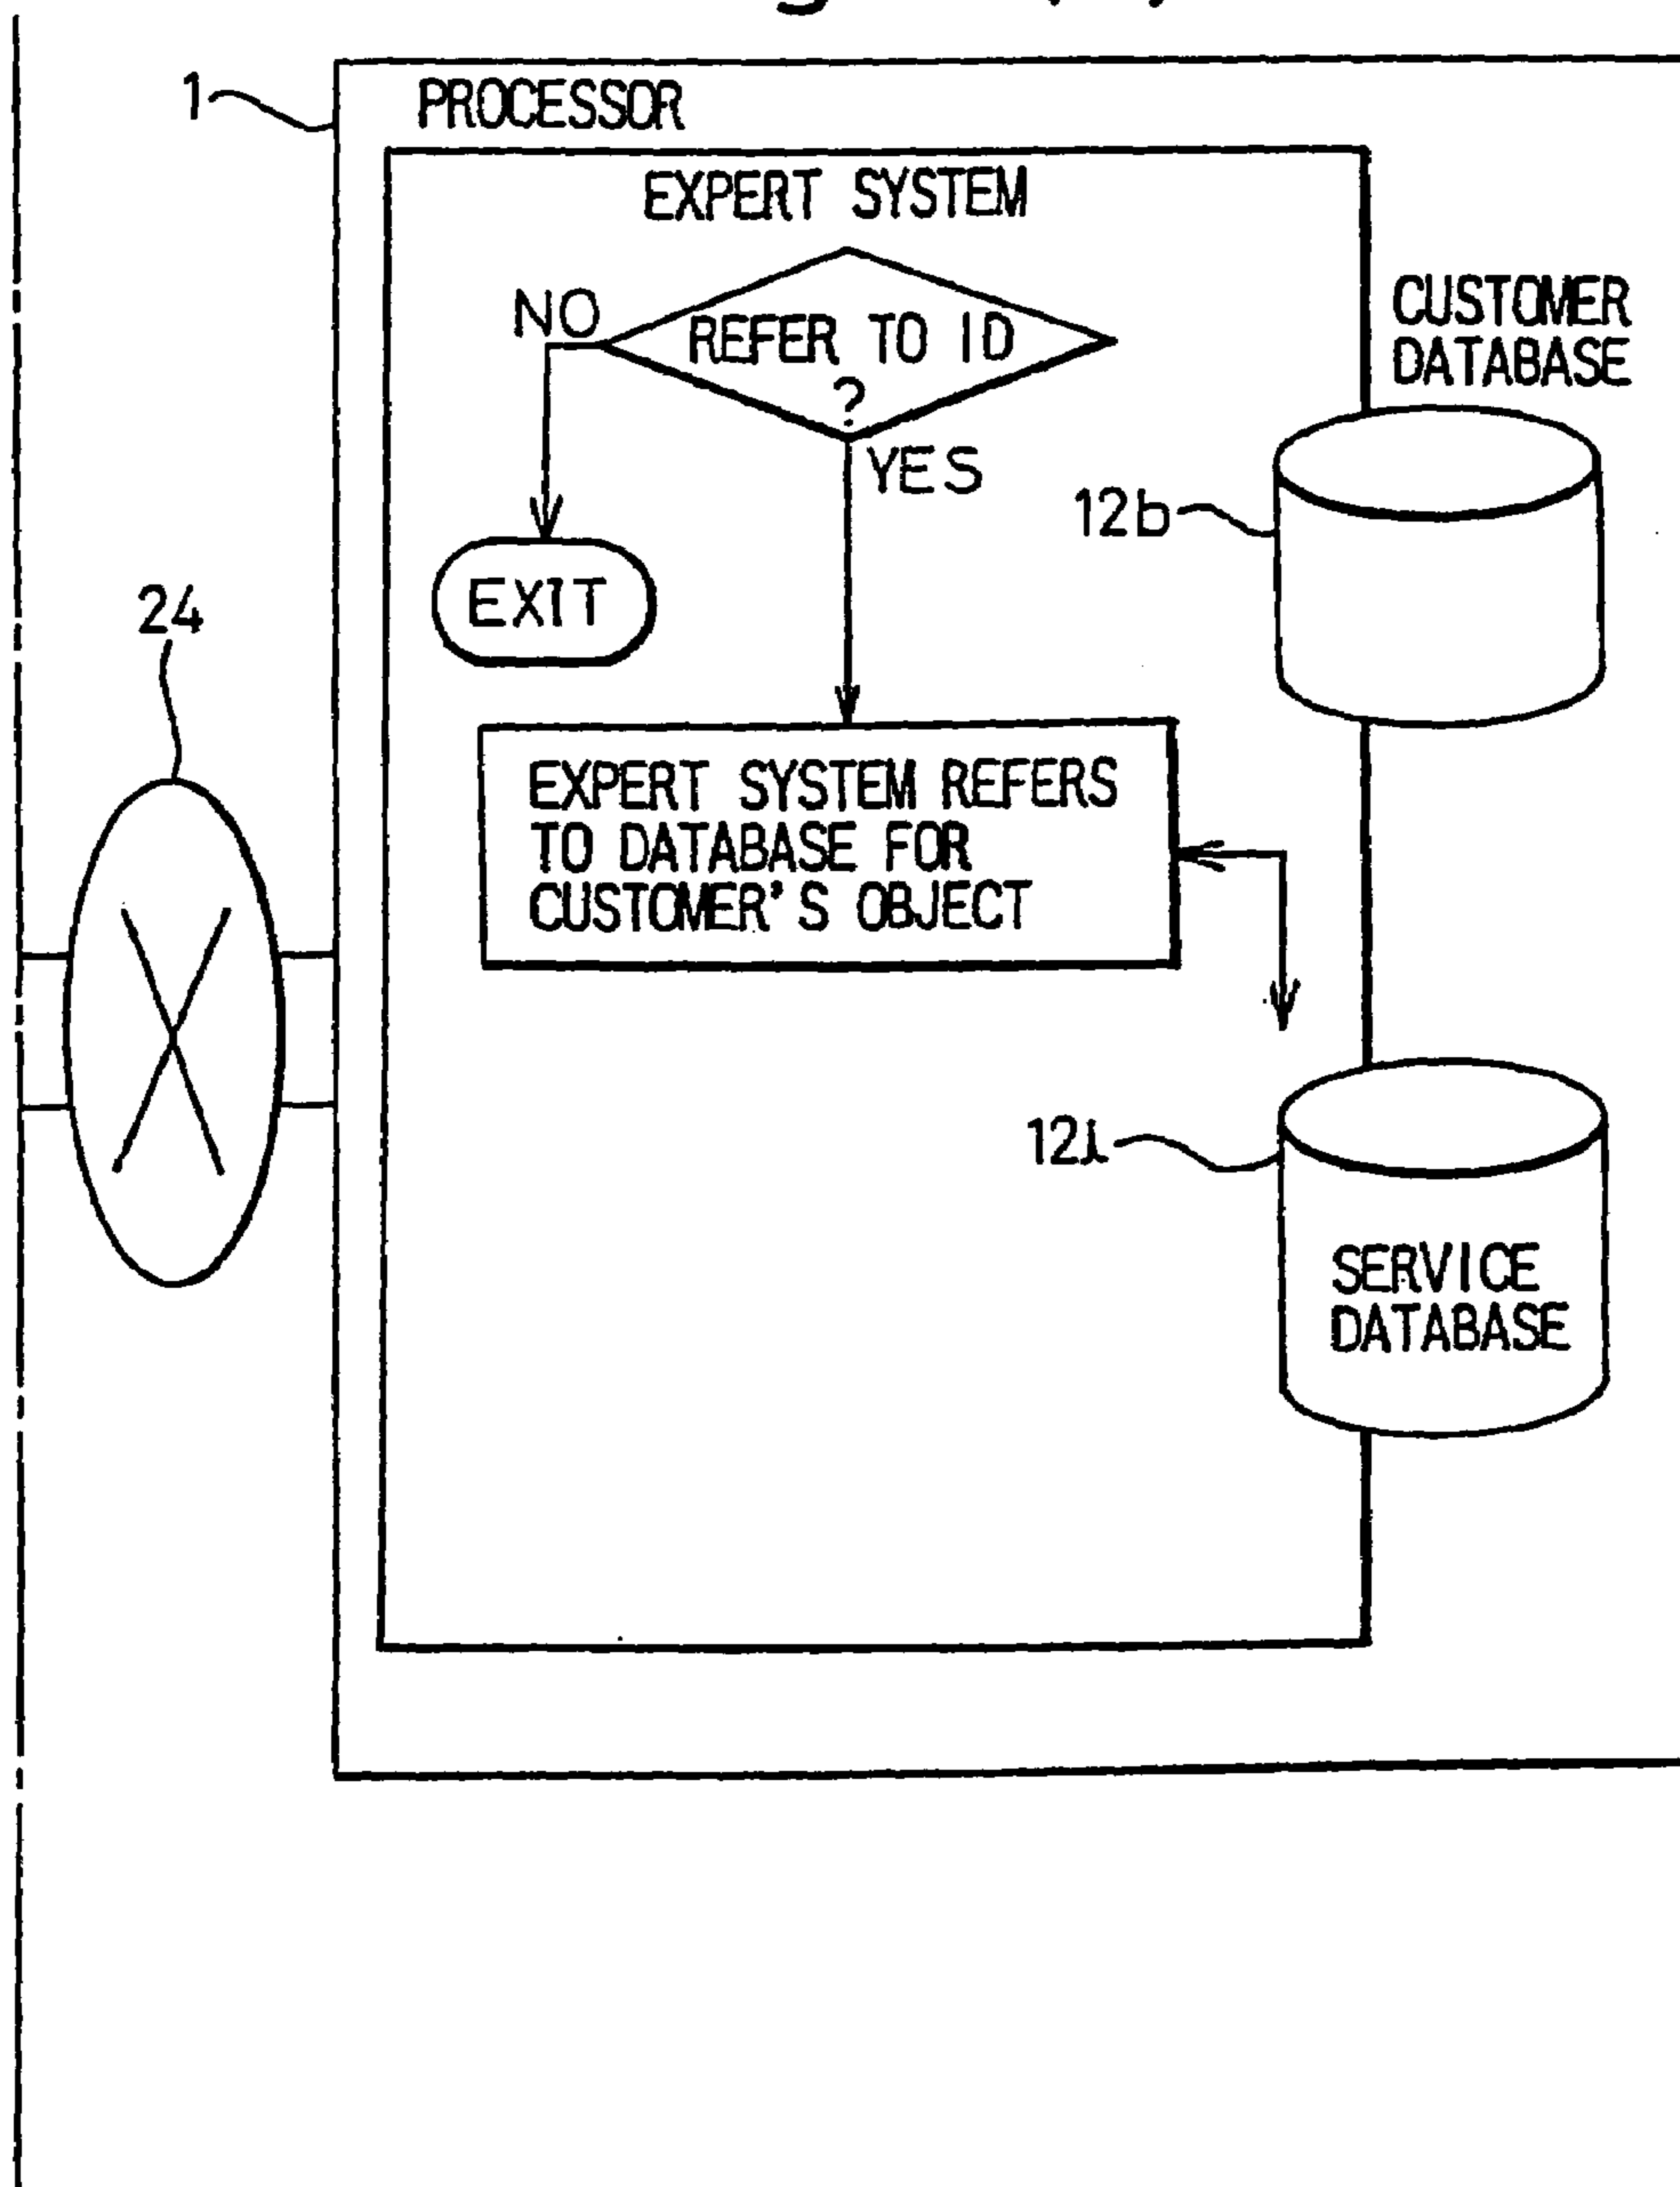 1
PROCESSOR
EXPERT SYSTEM
NO
REFER TO ID
?
YES
CUSTOMER
DATABASE
12b
EXIT
24
EXPERT SYSTEM REFERS
TO DATABASE FOR
CUSTOMER'S OBJECT
12i
SERVICE
DATABASE